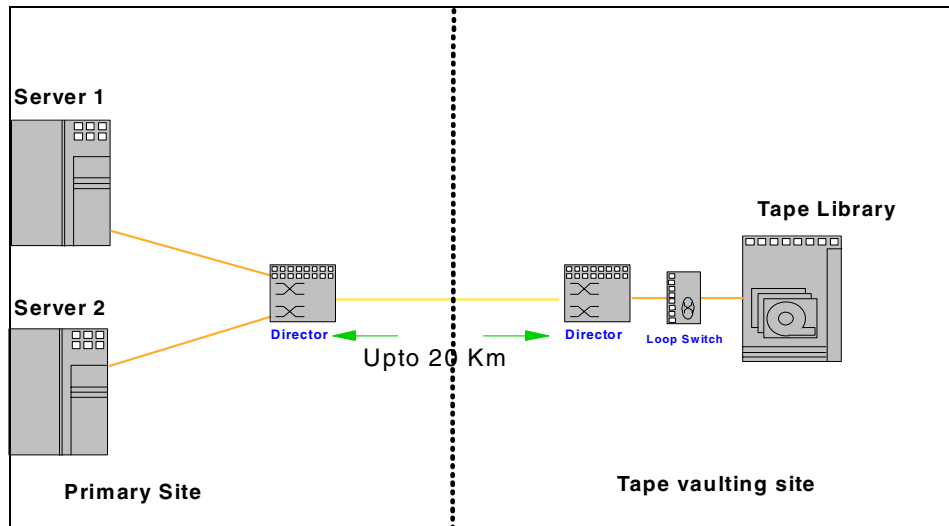 Server 1
Tape Library
Server 2
Director
Director
Loop Switch
Upto 20 Km
Primary Site
Tape vaulting site